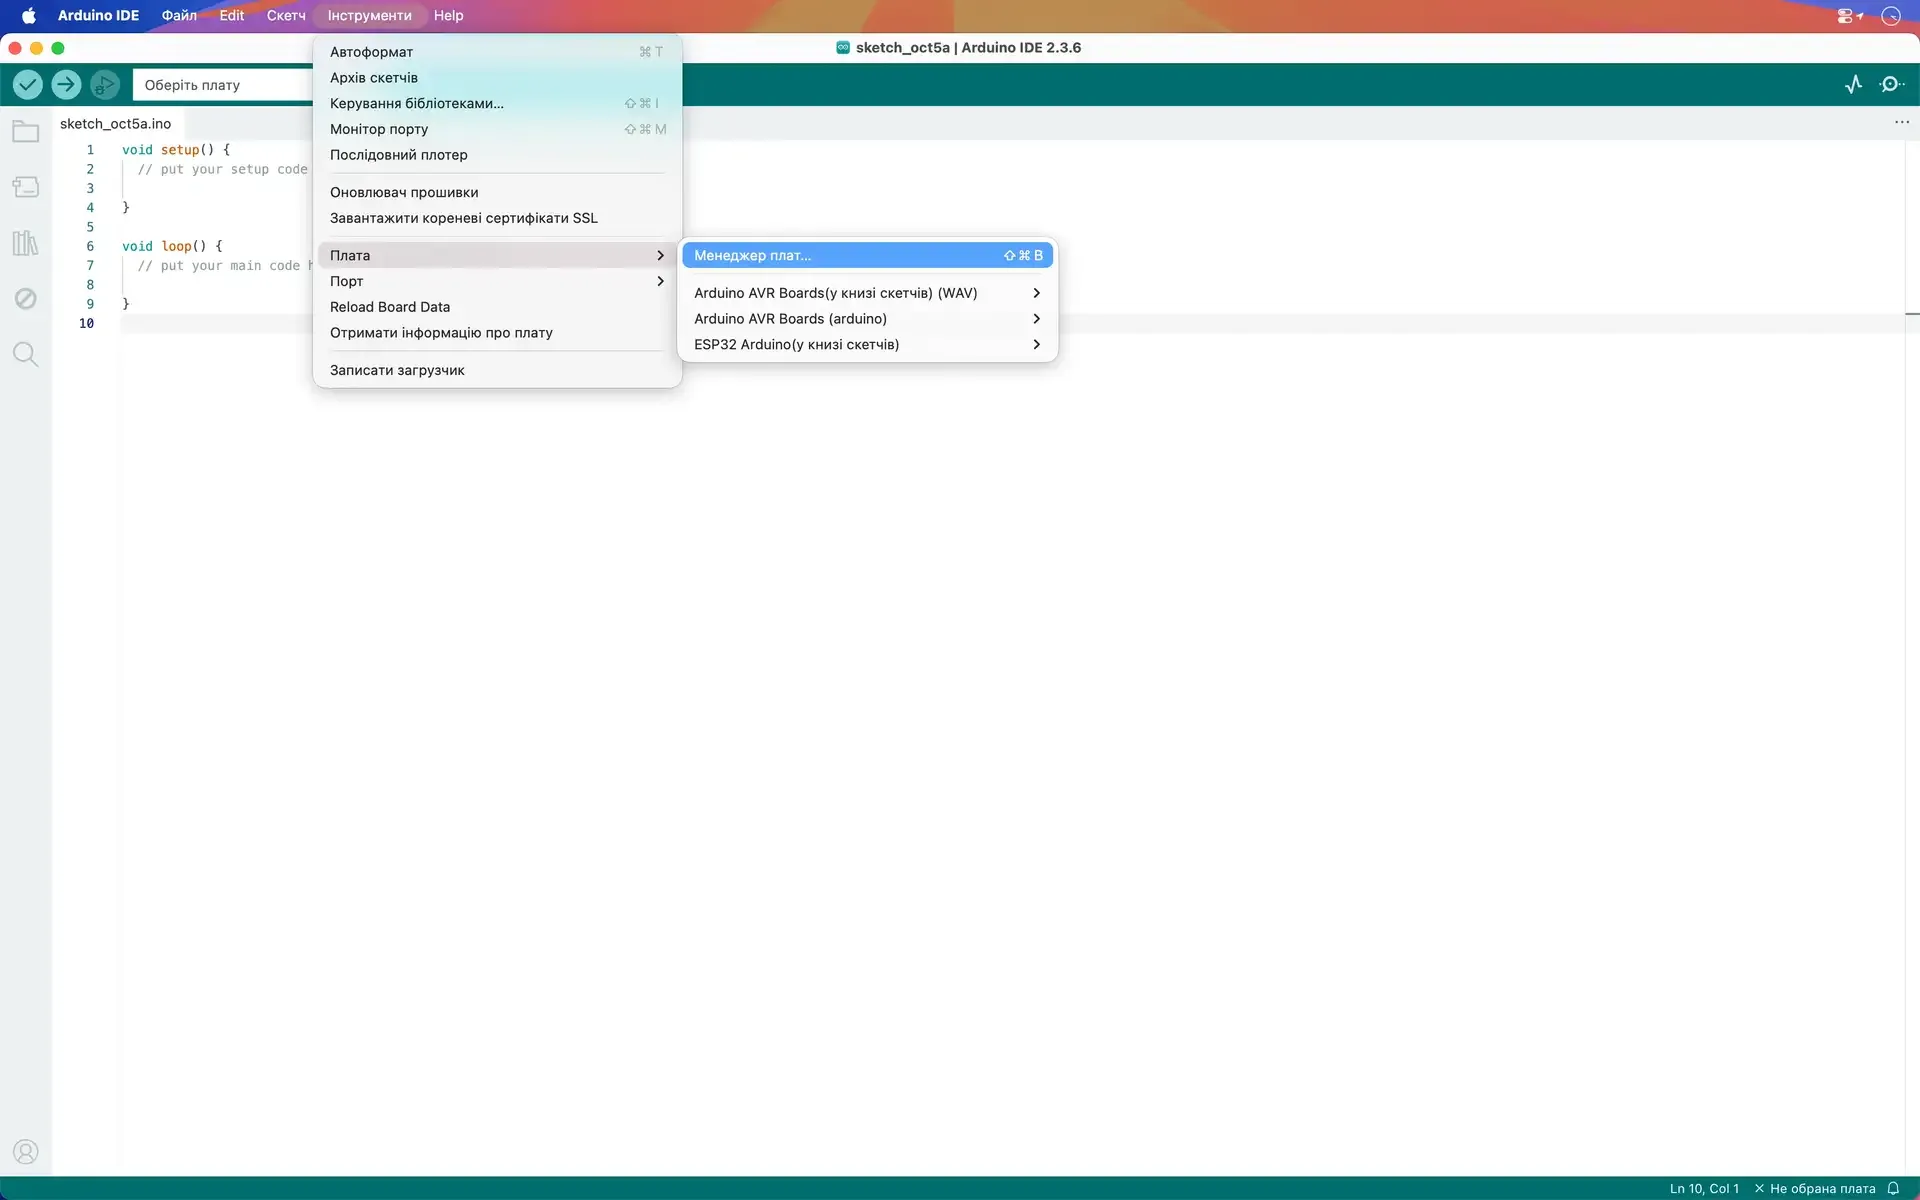 Arduino IDE Файл Edit Скетч Інструменти Help
sketch_oct5a | Arduino IDE 2.3.6
Оберіть плату
sketch_oct5a.ino
1 void setup() {
2 // put your setup code
3
4 }
5
6 void loop() {
7 // put your main code h
8
9 }
10
Автоформат ⌘ T
Архів скетчів
Керування бібліотеками... ⇧ ⌘ I
Монітор порту ⇧ ⌘ M
Послідовний плотер
Оновлювач прошивки
Завантажити кореневі сертифікати SSL
Плата
Порт
Reload Board Data
Отримати інформацію про плату
Записати загрузчик
Менеджер плат... ⇧ ⌘ B
Arduino AVR Boards(у книзі скетчів) (WAV)
Arduino AVR Boards (arduino)
ESP32 Arduino(у книзі скетчів)
Ln 10, Col 1 × Не обрана плата